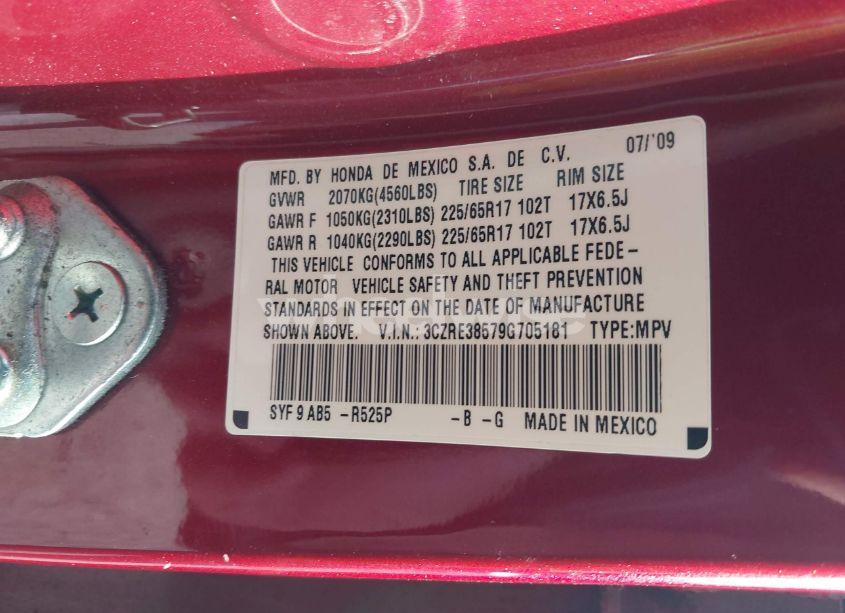 07/'09
MFD. BY HONDA DE MEXICO S.A. DE C.V.
GVWR 2070KG(4560LBS) TIRE SIZE RIM SIZE
GAWR F 1050KG(2310LBS) 225/65R17 102T 17X6.5J
GAWR R 1040KG(2290LBS) 225/65R17 102T 17X6.5J
THIS VEHICLE CONFORMS TO ALL APPLICABLE FEDE-
RAL MOTOR VEHICLE SAFETY AND THEFT PREVENTION
STANDARDS IN EFFECT ON THE DATE OF MANUFACTURE
SHOWN ABOVE. V.I.N.: 3CZRE38579G705181 TYPE:MPV
SYF 9 AB5 -R525P -B -G MADE IN MEXICO